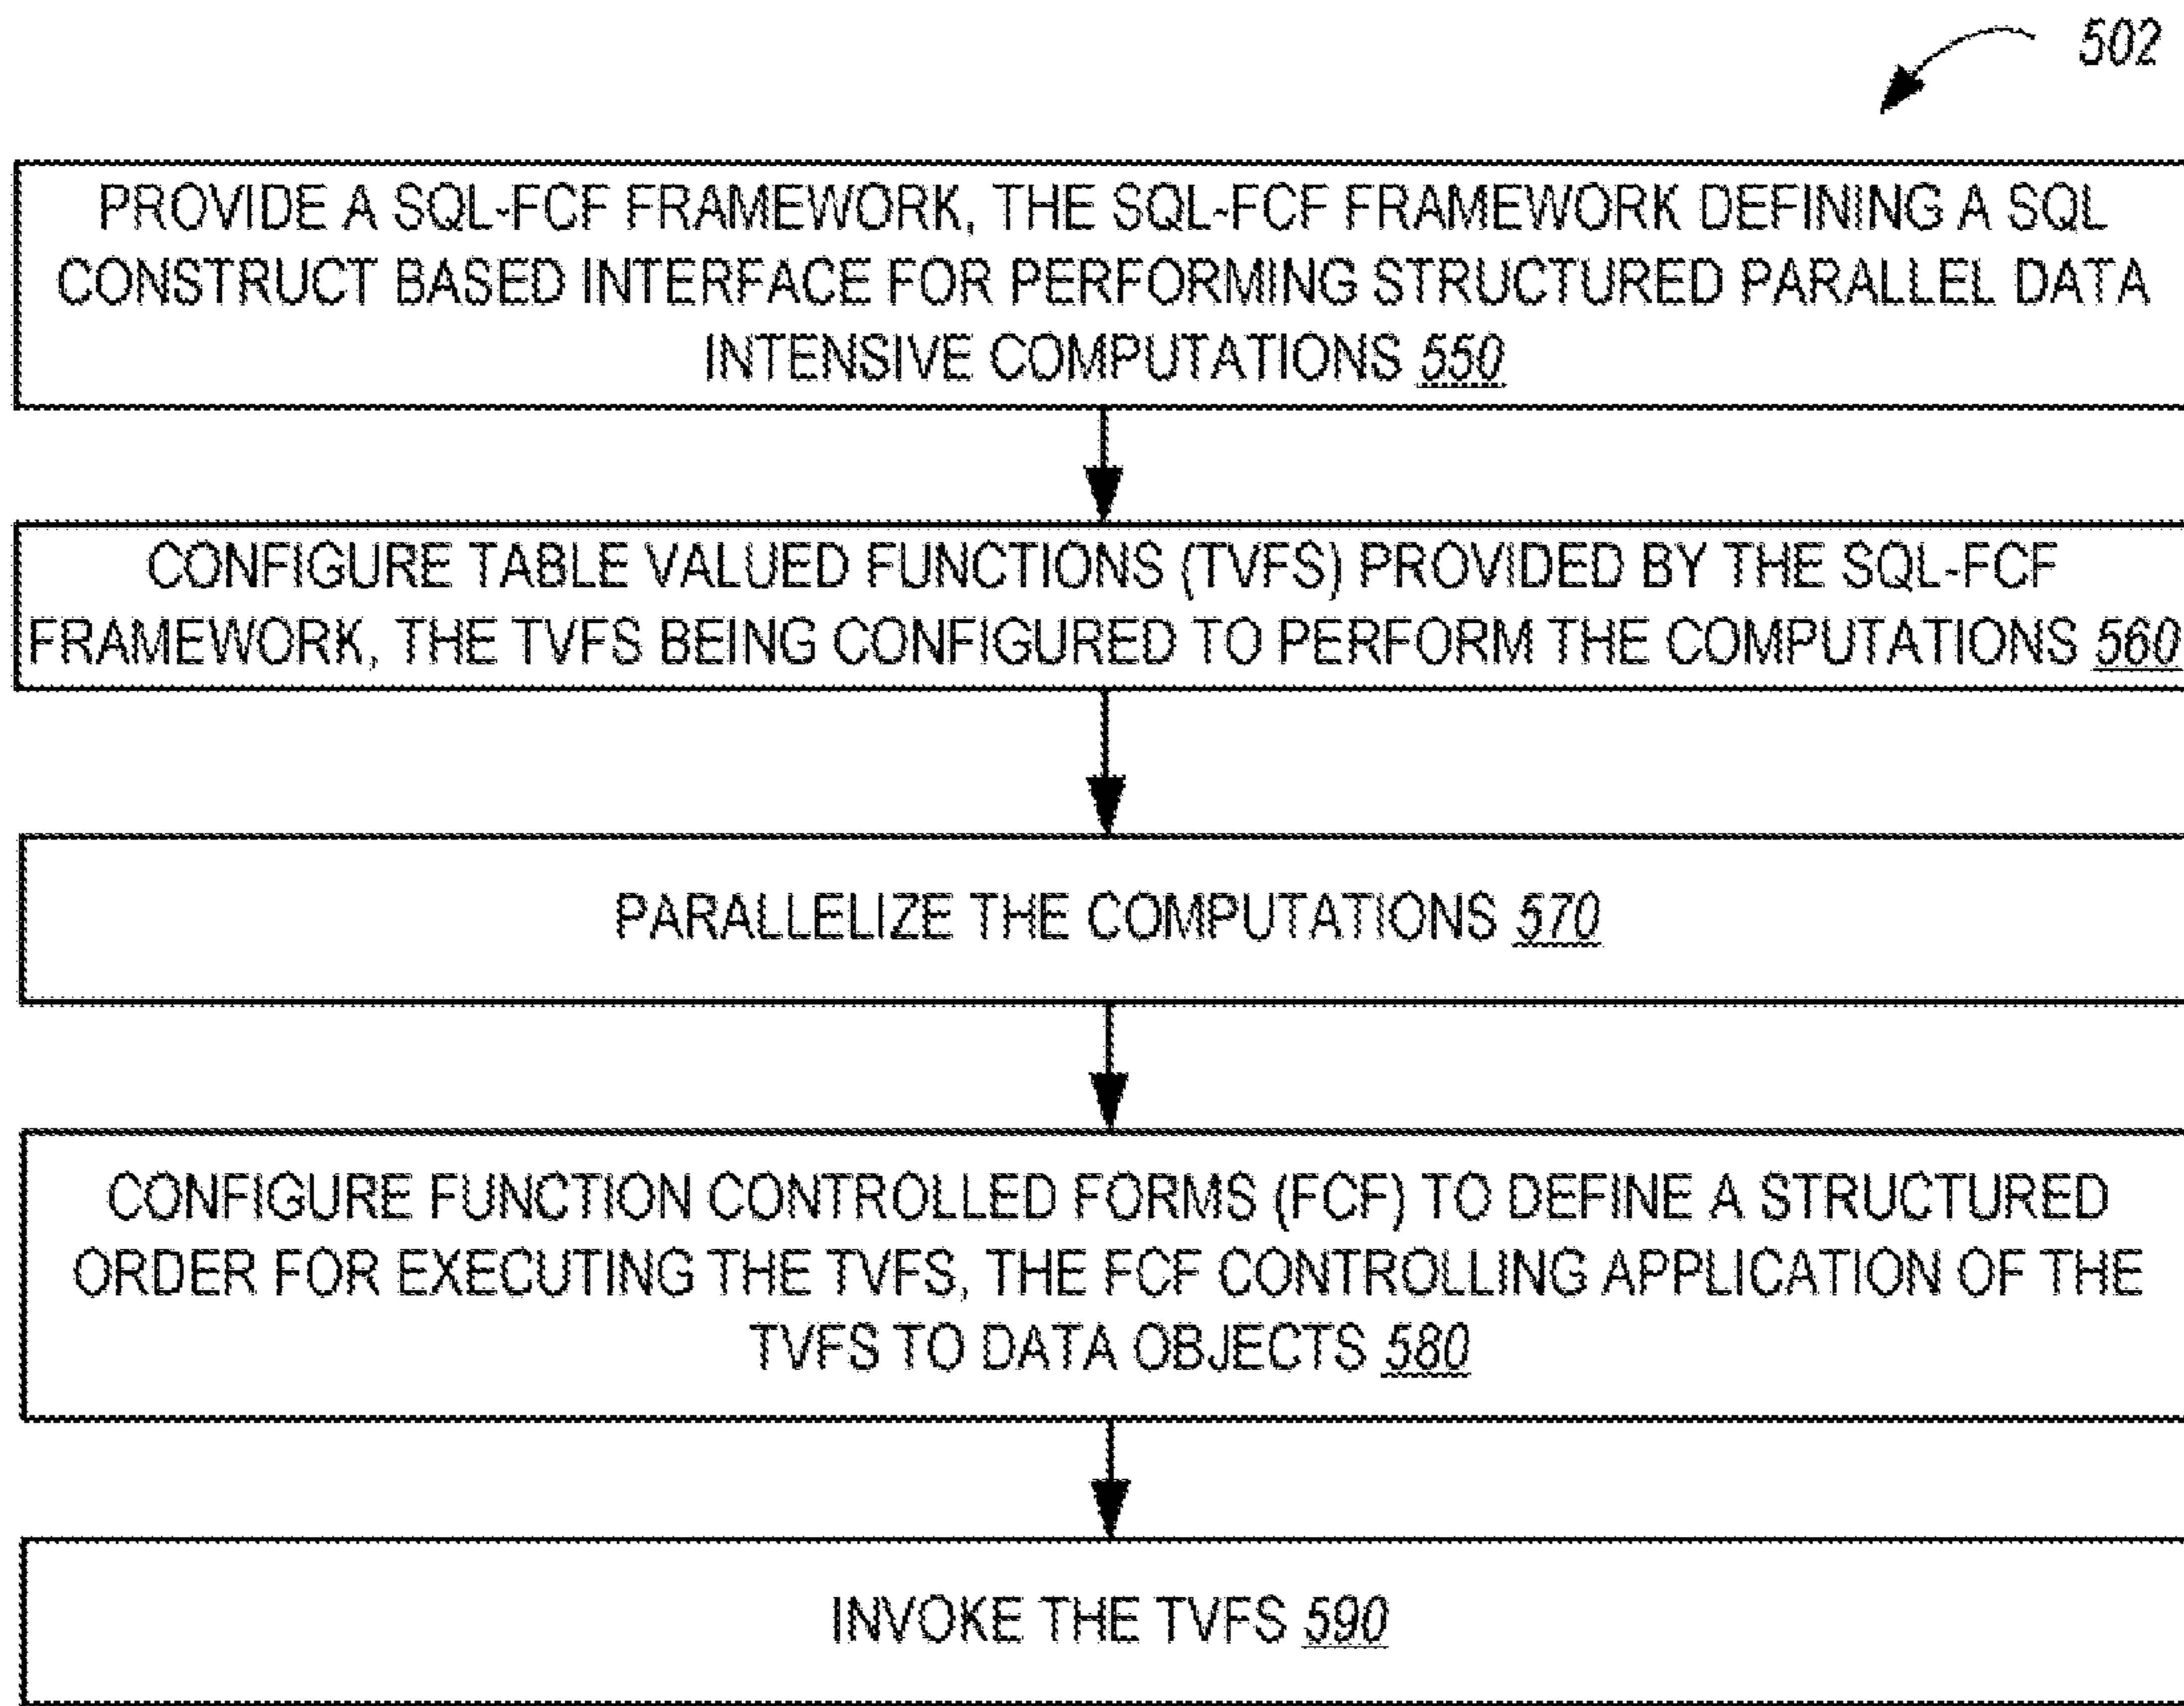 502
PROVIDE A SQL-FCF FRAMEWORK, THE SQL-FCF FRAMEWORK DEFINING A SQL
CONSTRUCT BASED INTERFACE FOR PERFORMING STRUCTURED PARALLEL DATA
INTENSIVE COMPUTATIONS 550
CONFIGURE TABLE VALUED FUNCTIONS (TVFS) PROVIDED BY THE SQL-FCF
FRAMEWORK, THE TVFS BEING CONFIGURED TO PERFORM THE COMPUTATIONS 560
PARALLELIZE THE COMPUTATIONS 570
CONFIGURE FUNCTION CONTROLLED FORMS (FCF) TO DEFINE A STRUCTURED
ORDER FOR EXECUTING THE TVFS, THE FCF CONTROLLING APPLICATION OF THE
TVFS TO DATA OBJECTS 580
INVOKE THE TVFS 590